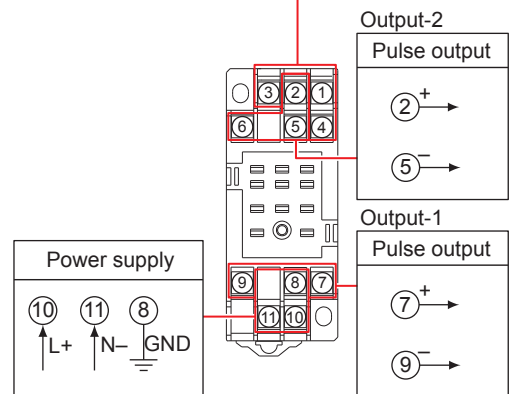 Output-2
Pulse output
2 +
5 −
3 2 1
6 5 4
Output-1
Pulse output
7 +
9 −
9 8 7
11 10
Power supply
10 11 8
L+ N– GND